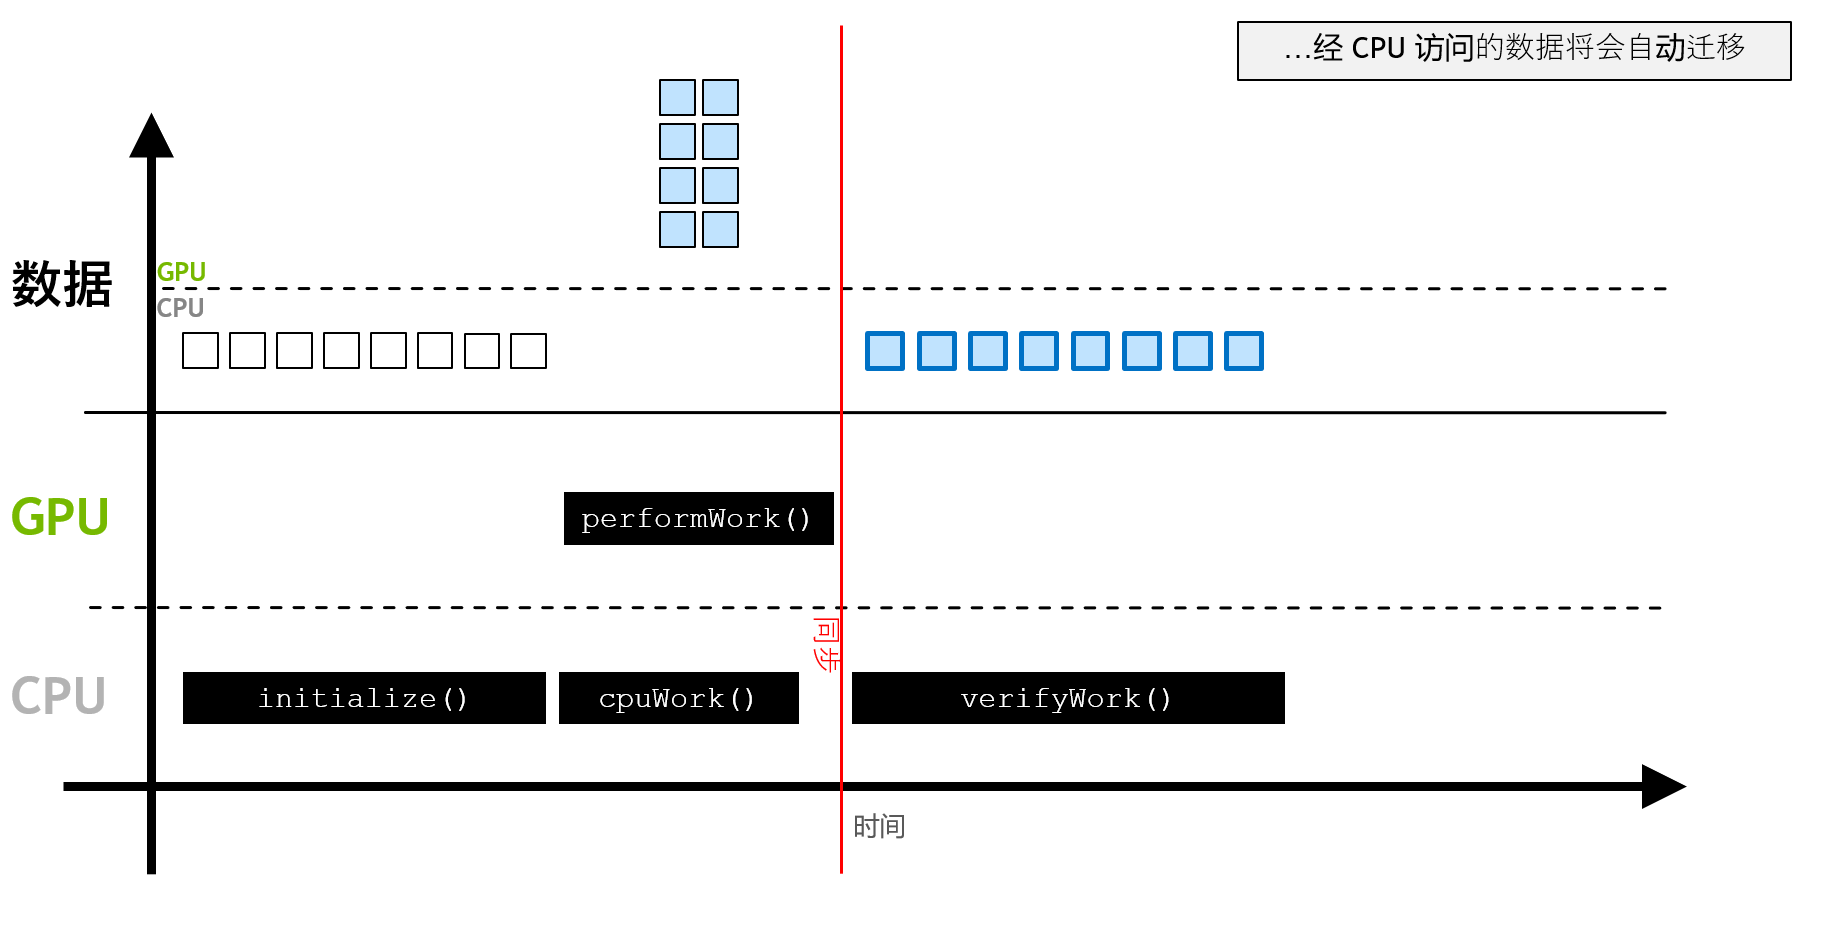 …经 CPU 访问的数据将会自动迁移
数据
GPU
CPU
GPU
performWork()
同步
CPU
initialize()
cpuWork()
verifyWork()
时间